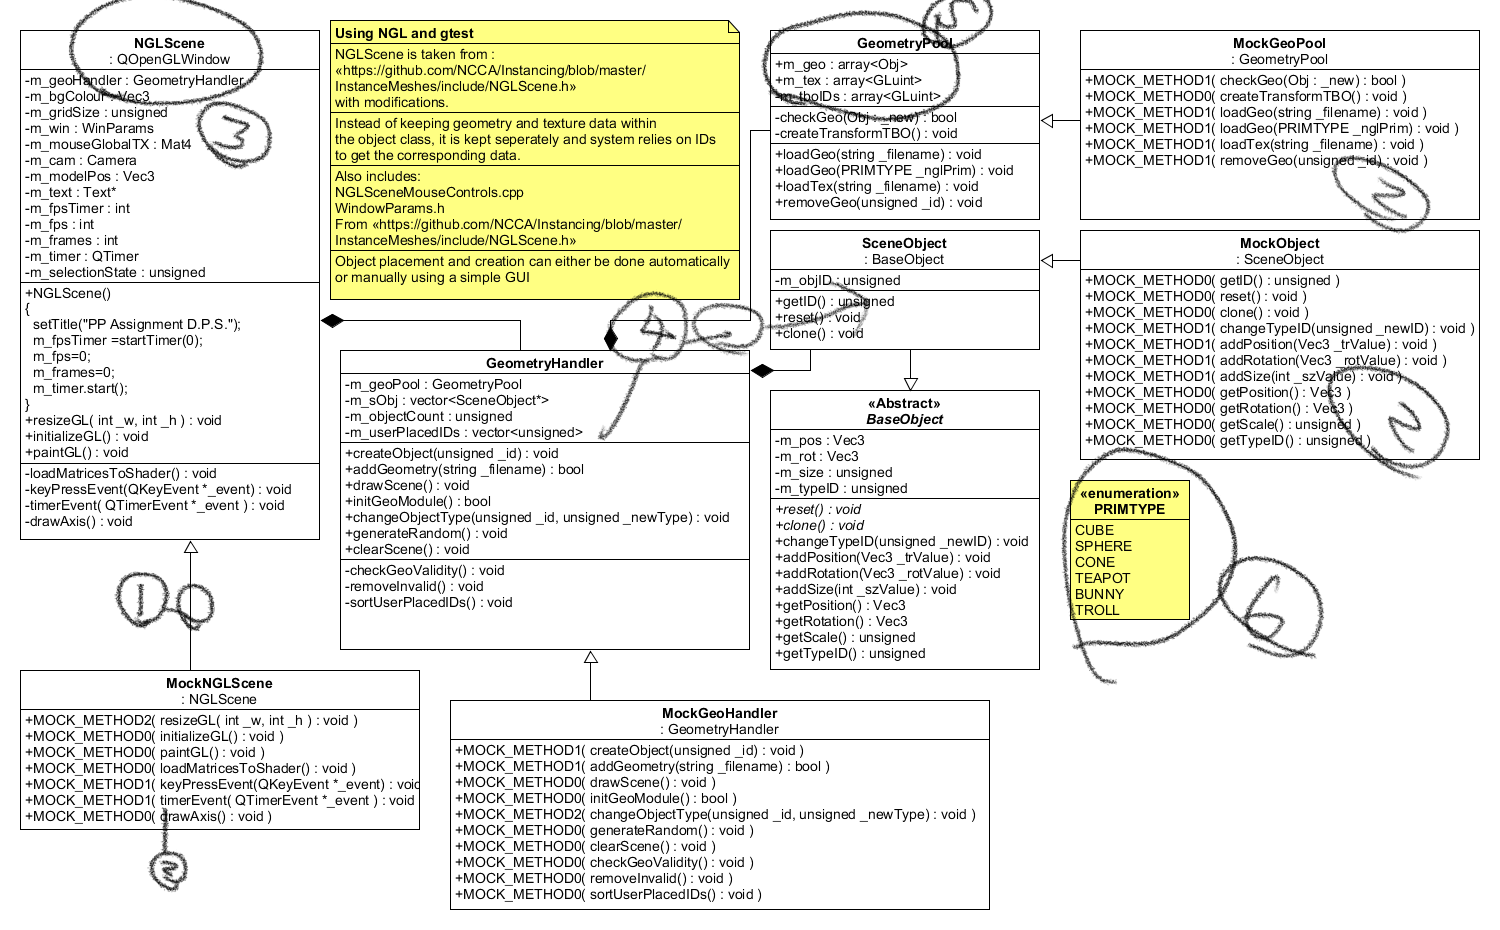 NGLScene
: QOpenGLWindow
-m_geoHandler : GeometryHandler
-m_bgColour : Vec3
-m_gridSize : unsigned
-m_win : WinParams
-m_mouseGlobalTX : Mat4
-m_cam : Camera
-m_modelPos : Vec3
-m_text : Text*
-m_fpsTimer : int
-m_fps : int
-m_frames : int
-m_timer : QTimer
-m_selectionState : unsigned
+NGLScene()
{
setTitle("PP Assignment D.P.S.");
m_fpsTimer =startTimer(0);
m_fps=0;
m_frames=0;
m_timer.start();
}
+resizeGL( int _w, int _h ) : void
+initializeGL() : void
+paintGL() : void
-loadMatricesToShader() : void
-keyPressEvent(QKeyEvent *_event) : void
-timerEvent( QTimerEvent *_event ) : void
-drawAxis() : void
3
Using NGL and gtest
NGLScene is taken from :
«https://github.com/NCCA/Instancing/blob/master/
InstanceMeshes/include/NGLScene.h»
with modifications.
Instead of keeping geometry and texture data within
the object class, it is kept seperately and system relies on IDs
to get the corresponding data.
Also includes:
NGLSceneMouseControls.cpp
WindowParams.h
From «https://github.com/NCCA/Instancing/blob/master/
InstanceMeshes/include/NGLScene.h»
Object placement and creation can either be done automatically
or manually using a simple GUI
5
GeometryPool
+m_geo : array<Obj>
+m_tex : array<GLuint>
-m_tboIDs : array<GLuint>
-checkGeo(Obj : _new) : bool
-createTransformTBO() : void
+loadGeo(string _filename) : void
+loadGeo(PRIMTYPE _nglPrim) : void
+loadTex(string _filename) : void
+removeGeo(unsigned _id) : void
MockGeoPool
: GeometryPool
+MOCK_METHOD1( checkGeo(Obj : _new) : bool )
+MOCK_METHOD0( createTransformTBO() : void )
+MOCK_METHOD1( loadGeo(string _filename) : void )
+MOCK_METHOD1( loadGeo(PRIMTYPE _nglPrim) : void )
+MOCK_METHOD1( loadTex(string _filename) : void )
+MOCK_METHOD1( removeGeo(unsigned _id) : void )
2
SceneObject
: BaseObject
-m_objID : unsigned
+getID() : unsigned
+reset() : void
+clone() : void
MockObject
: SceneObject
+MOCK_METHOD0( getID() : unsigned )
+MOCK_METHOD0( reset() : void )
+MOCK_METHOD0( clone() : void )
+MOCK_METHOD1( changeTypeID(unsigned _newID) : void )
+MOCK_METHOD1( addPosition(Vec3 _trValue) : void )
+MOCK_METHOD1( addRotation(Vec3 _rotValue) : void )
+MOCK_METHOD1( addSize(int _szValue) : void )
+MOCK_METHOD0( getPosition() : Vec3 )
+MOCK_METHOD0( getRotation() : Vec3 )
+MOCK_METHOD0( getScale() : unsigned )
+MOCK_METHOD0( getTypeID() : unsigned )
2
4
GeometryHandler
-m_geoPool : GeometryPool
-m_sObj : vector<SceneObject*>
-m_objectCount : unsigned
-m_userPlacedIDs : vector<unsigned>
+createObject(unsigned _id) : void
+addGeometry(string _filename) : bool
+drawScene() : void
+initGeoModule() : bool
+changeObjectType(unsigned _id, unsigned _newType) : void
+generateRandom() : void
+clearScene() : void
-checkGeoValidity() : void
-removeInvalid() : void
-sortUserPlacedIDs() : void
«Abstract»
BaseObject
-m_pos : Vec3
-m_rot : Vec3
-m_size : unsigned
-m_typeID : unsigned
+reset() : void
+clone() : void
+changeTypeID(unsigned _newID) : void
+addPosition(Vec3 _trValue) : void
+addRotation(Vec3 _rotValue) : void
+addSize(int _szValue) : void
+getPosition() : Vec3
+getRotation() : Vec3
+getScale() : unsigned
+getTypeID() : unsigned
«enumeration»
PRIMTYPE
CUBE
SPHERE
CONE
TEAPOT
BUNNY
TROLL
6
1
MockNGLScene
: NGLScene
+MOCK_METHOD2( resizeGL( int _w, int _h ) : void )
+MOCK_METHOD0( initializeGL() : void )
+MOCK_METHOD0( paintGL() : void )
+MOCK_METHOD0( loadMatricesToShader() : void )
+MOCK_METHOD1( keyPressEvent(QKeyEvent *_event) : void
+MOCK_METHOD1( timerEvent( QTimerEvent *_event ) : void
+MOCK_METHOD0( drawAxis() : void )
2
MockGeoHandler
: GeometryHandler
+MOCK_METHOD1( createObject(unsigned _id) : void )
+MOCK_METHOD1( addGeometry(string _filename) : bool )
+MOCK_METHOD0( drawScene() : void )
+MOCK_METHOD0( initGeoModule() : bool )
+MOCK_METHOD2( changeObjectType(unsigned _id, unsigned _newType) : void )
+MOCK_METHOD0( generateRandom() : void )
+MOCK_METHOD0( clearScene() : void )
+MOCK_METHOD0( checkGeoValidity() : void )
+MOCK_METHOD0( removeInvalid() : void )
+MOCK_METHOD0( sortUserPlacedIDs() : void )